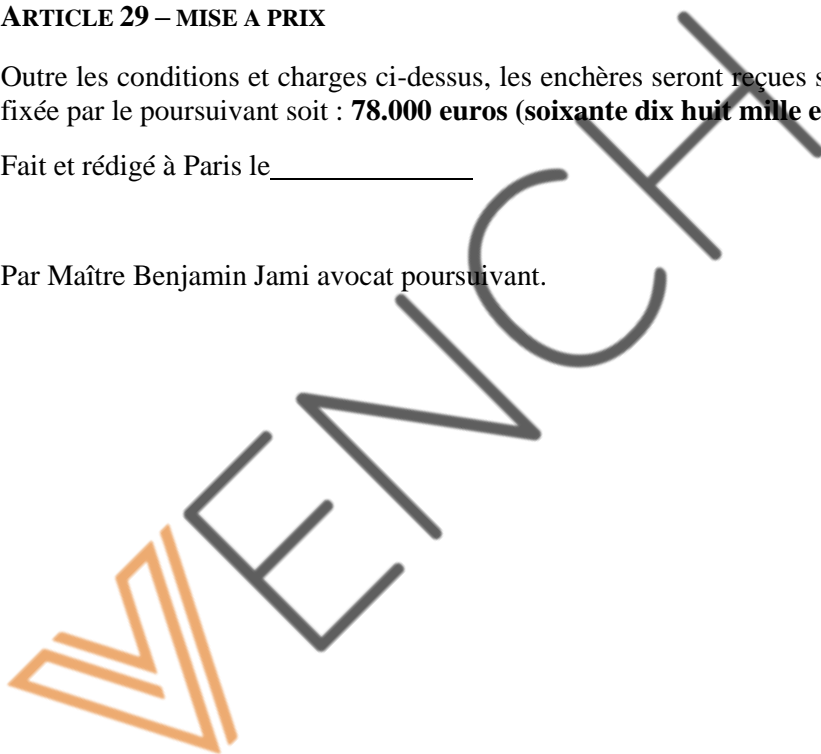 ARTICLE 29 – MISE A PRIX
Outre les conditions et charges ci-dessus, les enchères seront reçues
fixée par le poursuivant soit : 78.000 euros (soixante dix huit mille
Fait et rédigé à Paris le
Par Maître Benjamin Jami avocat poursuivant.
VENCH